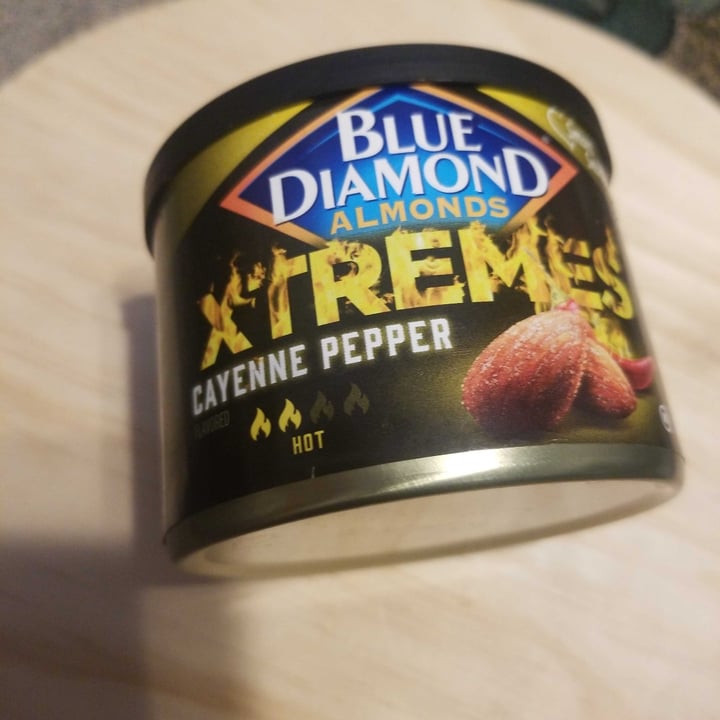 BLUE
DIAMOND
ALMONDS
XTREMES
CAYENNE PEPPER
FLAVORED
HOT